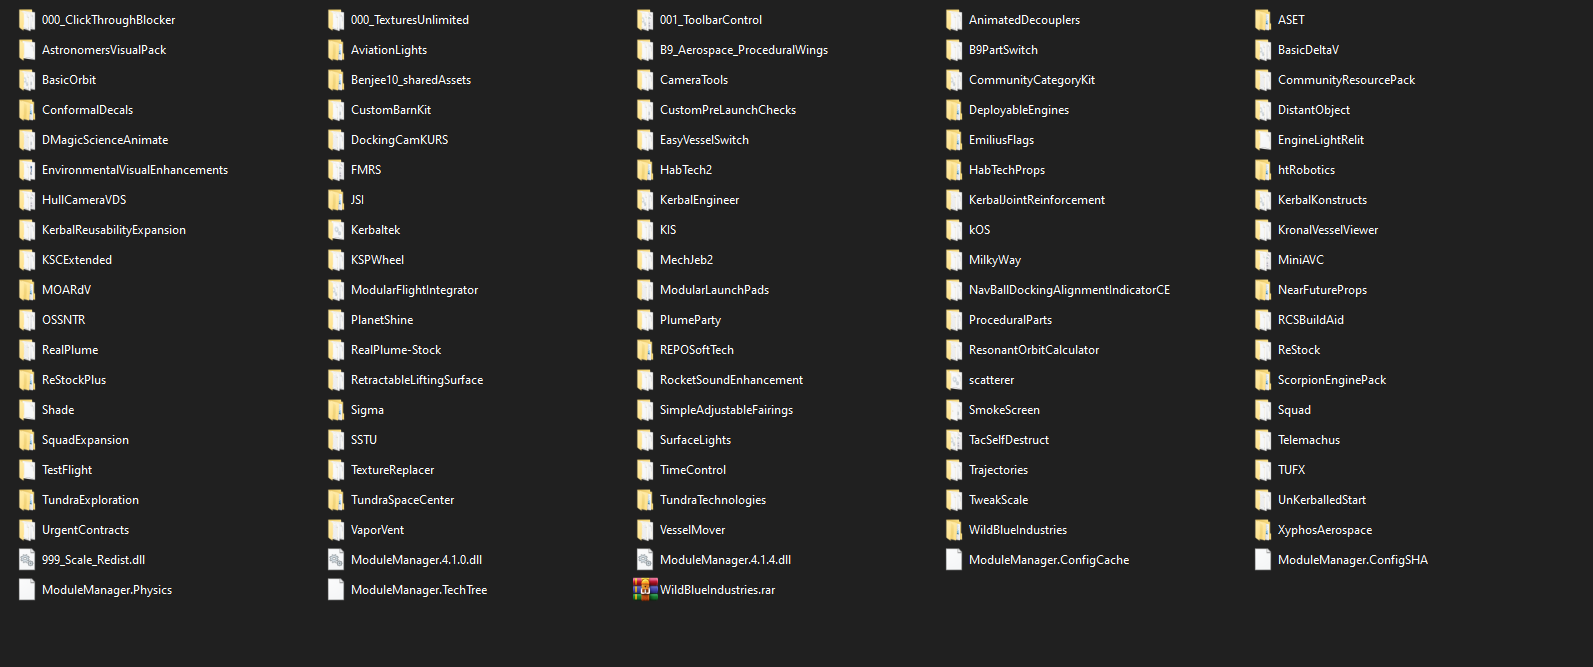 000_ClickThroughBlocker 000_TexturesUnlimited 001_ToolbarControl AnimatedDecouplers ASET
AstronomersVisualPack AviationLights B9_Aerospace_ProceduralWings B9PartSwitch BasicDeltaV
BasicOrbit Benjee10_sharedAssets CameraTools CommunityCategoryKit CommunityResourcePack
ConformalDecals CustomBarnKit CustomPreLaunchChecks DeployableEngines DistantObject
DMagicScienceAnimate DockingCamKURS EasyVesselSwitch EmiliusFlags EngineLightRelit
EnvironmentalVisualEnhancements FMRS HabTech2 HabTechProps htRobotics
HullCameraVDS JSI KerbalEngineer KerbalJointReinforcement KerbalKonstructs
KerbalReusabilityExpansion Kerbaltek KIS kOS KronalVesselViewer
KSCExtended KSPWheel MechJeb2 MilkyWay MiniAVC
MOARdV ModularFlightIntegrator ModularLaunchPads NavBallDockingAlignmentIndicatorCE NearFutureProps
OSSNTR PlanetShine PlumeParty ProceduralParts RCSBuildAid
RealPlume RealPlume-Stock REPOSoftTech ResonantOrbitCalculator ReStock
ReStockPlus RetractableLiftingSurface RocketSoundEnhancement scatterer ScorpionEnginePack
Shade Sigma SimpleAdjustableFairings SmokeScreen Squad
SquadExpansion SSTU SurfaceLights TacSelfDestruct Telemachus
TestFlight TextureReplacer TimeControl Trajectories TUFX
TundraExploration TundraSpaceCenter TundraTechnologies TweakScale UnKerballedStart
UrgentContracts VaporVent VesselMover WildBlueIndustries XyphosAerospace
999_Scale_Redist.dll ModuleManager.4.1.0.dll ModuleManager.4.1.4.dll ModuleManager.ConfigCache ModuleManager.ConfigSHA
ModuleManager.Physics ModuleManager.TechTree WildBlueIndustries.rar